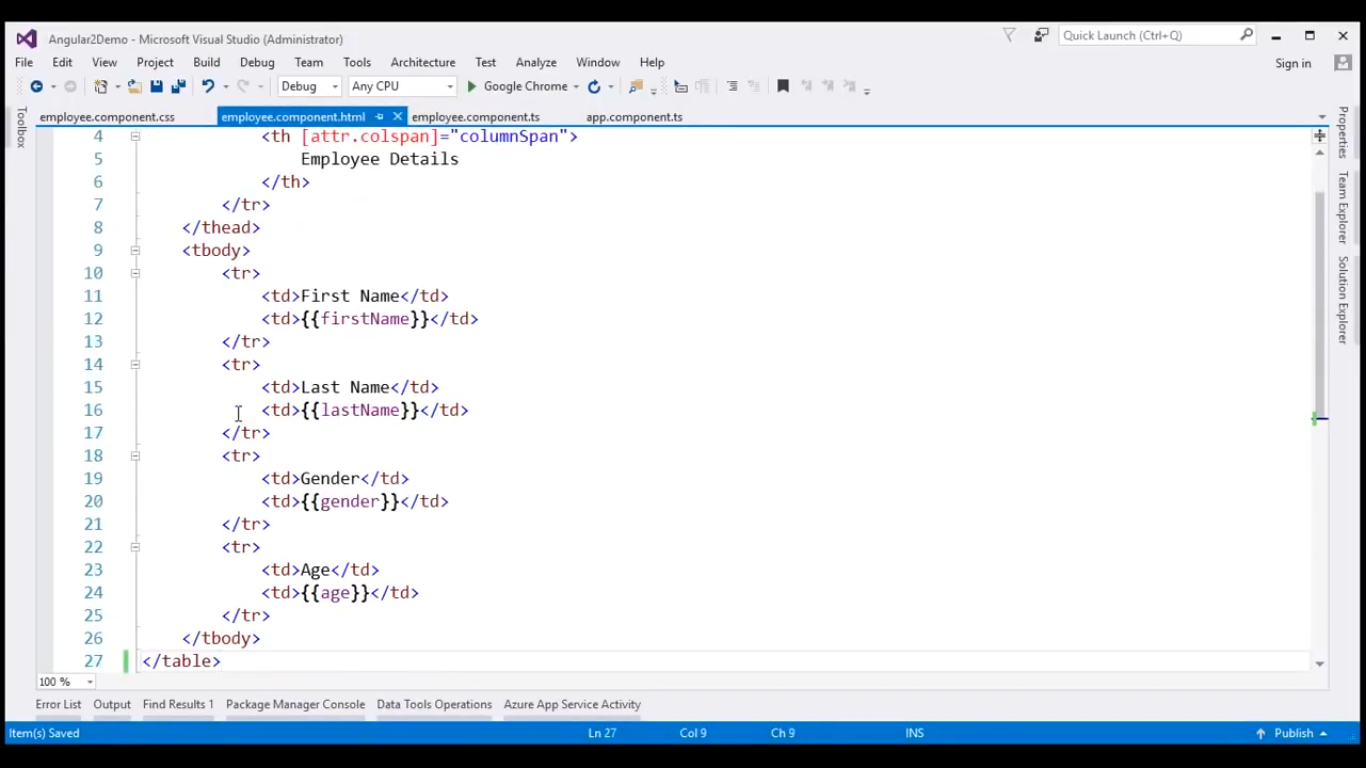 Angular2Demo - Microsoft Visual Studio (Administrator)
Quick Launch (Ctrl+Q)
File Edit View Project Build Debug Team Tools Architecture Test Analyze Window Help
Sign in
Debug Any CPU Google Chrome
Toolbox
employee.component.css employee.component.html employee.component.ts app.component.ts
4 <th [attr.colspan]="columnSpan">
5 Employee Details
6 </th>
7 </tr>
8 </thead>
9 <tbody>
10 <tr>
11 <td>First Name</td>
12 <td>{{firstName}}</td>
13 </tr>
14 <tr>
15 <td>Last Name</td>
16 <td>{{lastName}}</td>
17 </tr>
18 <tr>
19 <td>Gender</td>
20 <td>{{gender}}</td>
21 </tr>
22 <tr>
23 <td>Age</td>
24 <td>{{age}}</td>
25 </tr>
26 </tbody>
27 </table>
Properties
Team Explorer
Solution Explorer
100 %
Error List Output Find Results 1 Package Manager Console Data Tools Operations Azure App Service Activity
Item(s) Saved Ln 27 Col 9 Ch 9 INS Publish